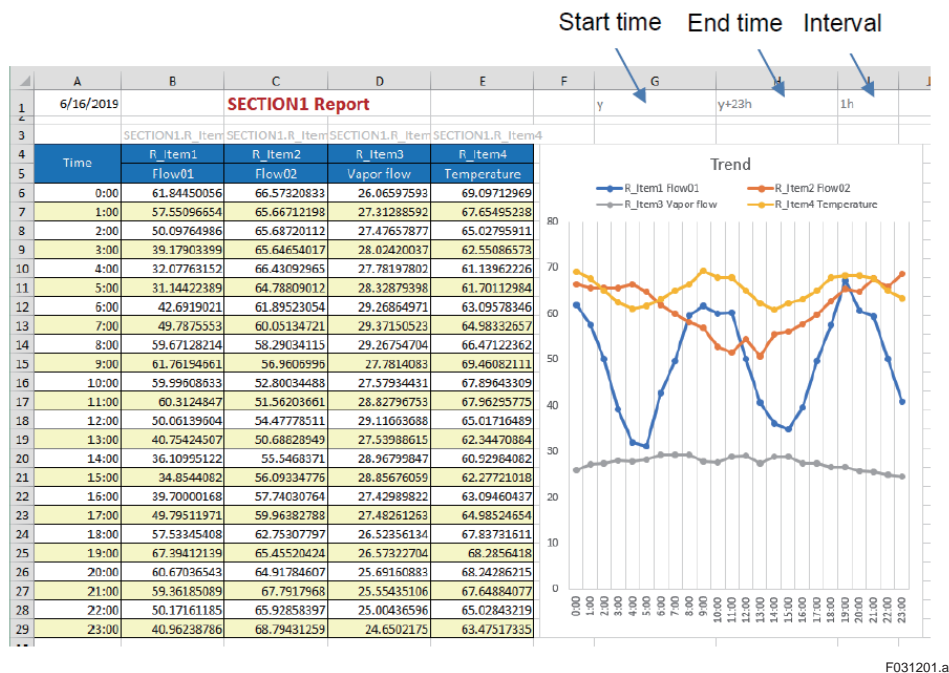 Start time End time Interval
A B C D E F G H I J
1 6/16/2019 SECTION1 Report y y+23h 1h
2
3 SECTION1.R_Item SECTION1.R_Item SECTION1.R_Item SECTION1.R_Item4
4 Time R_Item1 R_Item2 R_Item3 R_Item4
5 Flow01 Flow02 Vapor flow Temperature
6 0:00 61.84450056 66.57320833 26.06597593 69.09712969
7 1:00 57.55096654 65.66712198 27.31288592 67.65495238
8 2:00 50.09764986 65.68720112 27.47657877 65.02795911
9 3:00 39.17903399 65.64654017 28.02420037 62.55086573
10 4:00 32.07763152 66.43092965 27.78197802 61.13962226
11 5:00 31.14422389 64.78809012 28.32879398 61.70112984
12 6:00 42.6919021 61.89523054 29.26864971 63.09578346
13 7:00 49.7875553 60.05134721 29.37150523 64.98332657
14 8:00 59.67128214 58.29034115 29.26754704 66.47122362
15 9:00 61.76194661 56.9606996 27.7814083 69.46082111
16 10:00 59.99608633 52.80034488 27.57934431 67.89643309
17 11:00 60.3124847 51.56203661 28.82796753 67.96295775
18 12:00 50.06139604 54.47778511 29.11663688 65.01716489
19 13:00 40.75424507 50.68828949 27.53988615 62.34470884
20 14:00 36.10995122 55.5468371 28.96799847 60.92984082
21 15:00 34.8544082 56.09334776 28.85676059 62.27721018
22 16:00 39.70000168 57.74030764 27.42989822 63.09460437
23 17:00 49.79511971 59.96382788 27.48261263 64.98524654
24 18:00 57.53345408 62.75307797 26.52356134 67.83731611
25 19:00 67.39412139 65.45520424 26.57322704 68.2856418
26 20:00 60.67036543 64.91784607 25.69160883 68.24286215
27 21:00 59.36185089 67.7917968 25.55435106 67.64884077
28 22:00 50.17161185 65.92858397 25.00436596 65.02843219
29 23:00 40.96238786 68.79431259 24.6502175 63.47517335
Trend
R_Item1 Flow01 R_Item2 Flow02
R_Item3 Vapor flow R_Item4 Temperature
80
70
60
50
40
30
20
10
0
0:00 1:00 2:00 3:00 4:00 5:00 6:00 7:00 8:00 9:00 10:00 11:00 12:00 13:00 14:00 15:00 16:00 17:00 18:00 19:00 20:00 21:00 22:00 23:00
F031201.a